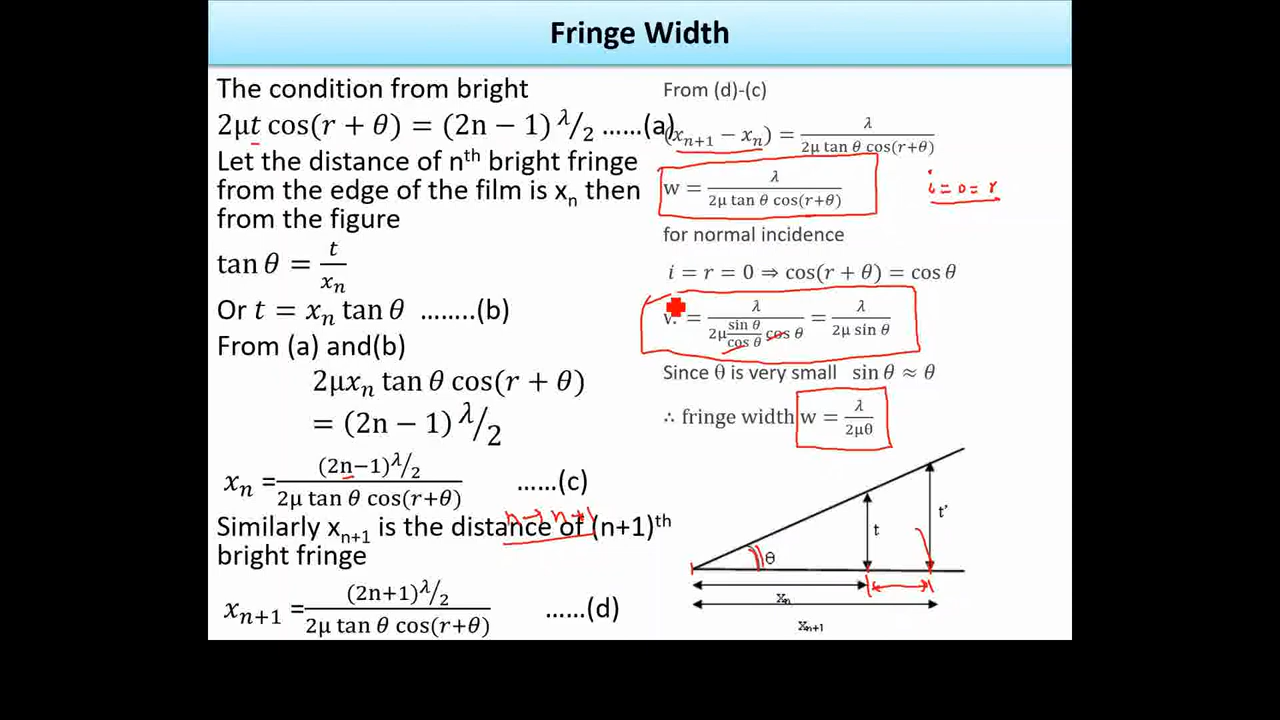 Fringe Width
The condition from bright
2μt cos(r + θ) = (2n − 1) λ/2 ......(a)
Let the distance of nth bright fringe
from the edge of the film is xn then
from the figure
tan θ = t/xn
Or t = xn tan θ ........(b)
From (a) and(b)
2μxn tan θ cos(r + θ)
= (2n − 1) λ/2
xn = (2n−1)λ/2 / 2μ tan θ cos(r+θ) ......(c)
n → n+1
Similarly xn+1 is the distance of (n+1)th
bright fringe
xn+1 = (2n+1)λ/2 / 2μ tan θ cos(r+θ) ......(d)
From (d)-(c)
(xn+1 − xn) = λ / 2μ tan θ cos(r+θ)
w = λ / 2μ tan θ cos(r+θ)
i = 0 = r
for normal incidence
i = r = 0 ⇒ cos(r + θ) = cos θ
= λ / 2μ sin θ/cos θ cos θ = λ / 2μ sin θ
Since θ is very small sin θ ≈ θ
∴ fringe width w = λ / 2μθ
θ
t
t'
xn
xn+1